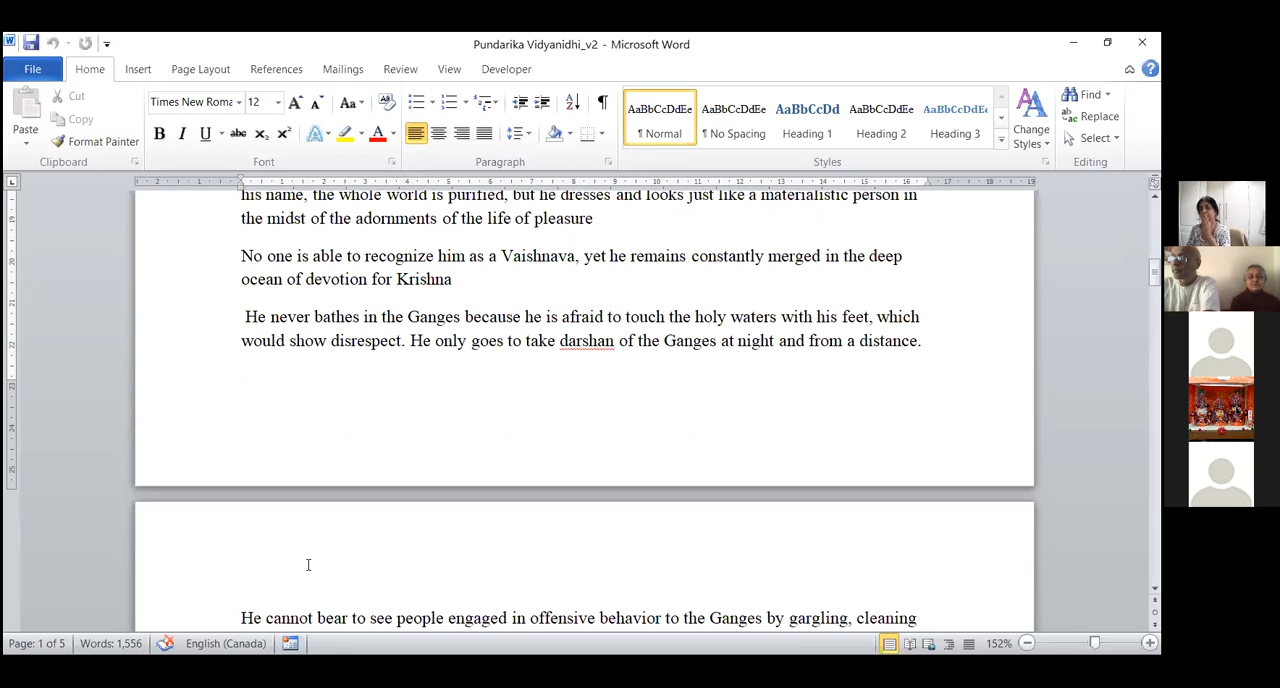 Pundarika Vidyanidhi_v2 - Microsoft Word
File Home Insert Page Layout References Mailings Review View Developer
Cut
Copy
Format Painter
Paste
Clipboard
Times New Roma 12
Font
Paragraph
AaBbCcDdEe AaBbCcDdEe AaBbCcDd AaBbCcDdEe AaBbCcDdEe
¶ Normal ¶ No Spacing Heading 1 Heading 2 Heading 3
Change
Styles
Styles
Find
Replace
Select
Editing
his name, the whole world is purified, but he dresses and looks just like a materialistic person in
the midst of the adornments of the life of pleasure
No one is able to recognize him as a Vaishnava, yet he remains constantly merged in the deep
ocean of devotion for Krishna
He never bathes in the Ganges because he is afraid to touch the holy waters with his feet, which
would show disrespect. He only goes to take darshan of the Ganges at night and from a distance.
He cannot bear to see people engaged in offensive behavior to the Ganges by gargling, cleaning
Page: 1 of 5 Words: 1,556 English (Canada) 152%